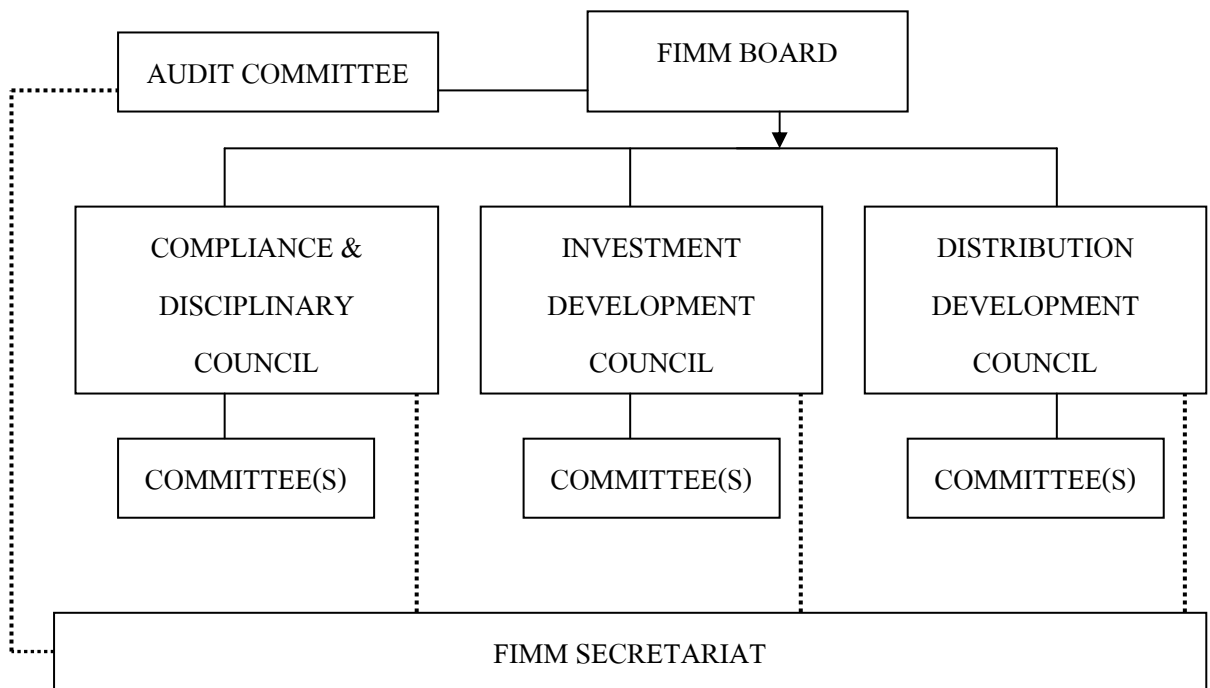 FIMM BOARD
AUDIT COMMITTEE
COMPLIANCE &
DISCIPLINARY
COUNCIL
INVESTMENT
DEVELOPMENT
COUNCIL
DISTRIBUTION
DEVELOPMENT
COUNCIL
COMMITTEE(S)
COMMITTEE(S)
COMMITTEE(S)
FIMM SECRETARIAT